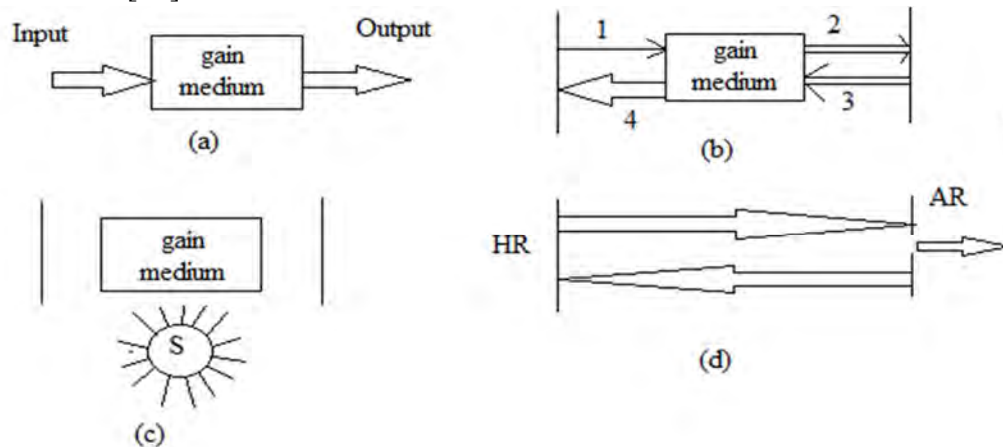 Input
gain
medium
Output
(a)
1
2
gain
medium
3
4
(b)
gain
medium
S
(c)
HR
AR
(d)